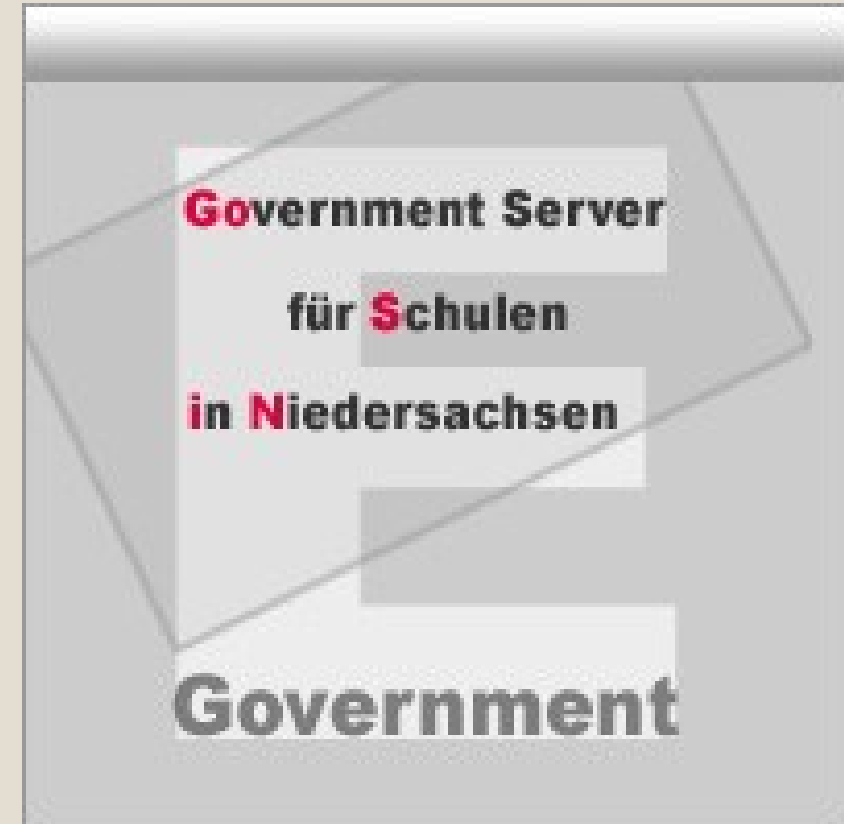 Government Server
für Schulen
in Niedersachsen
E
Government